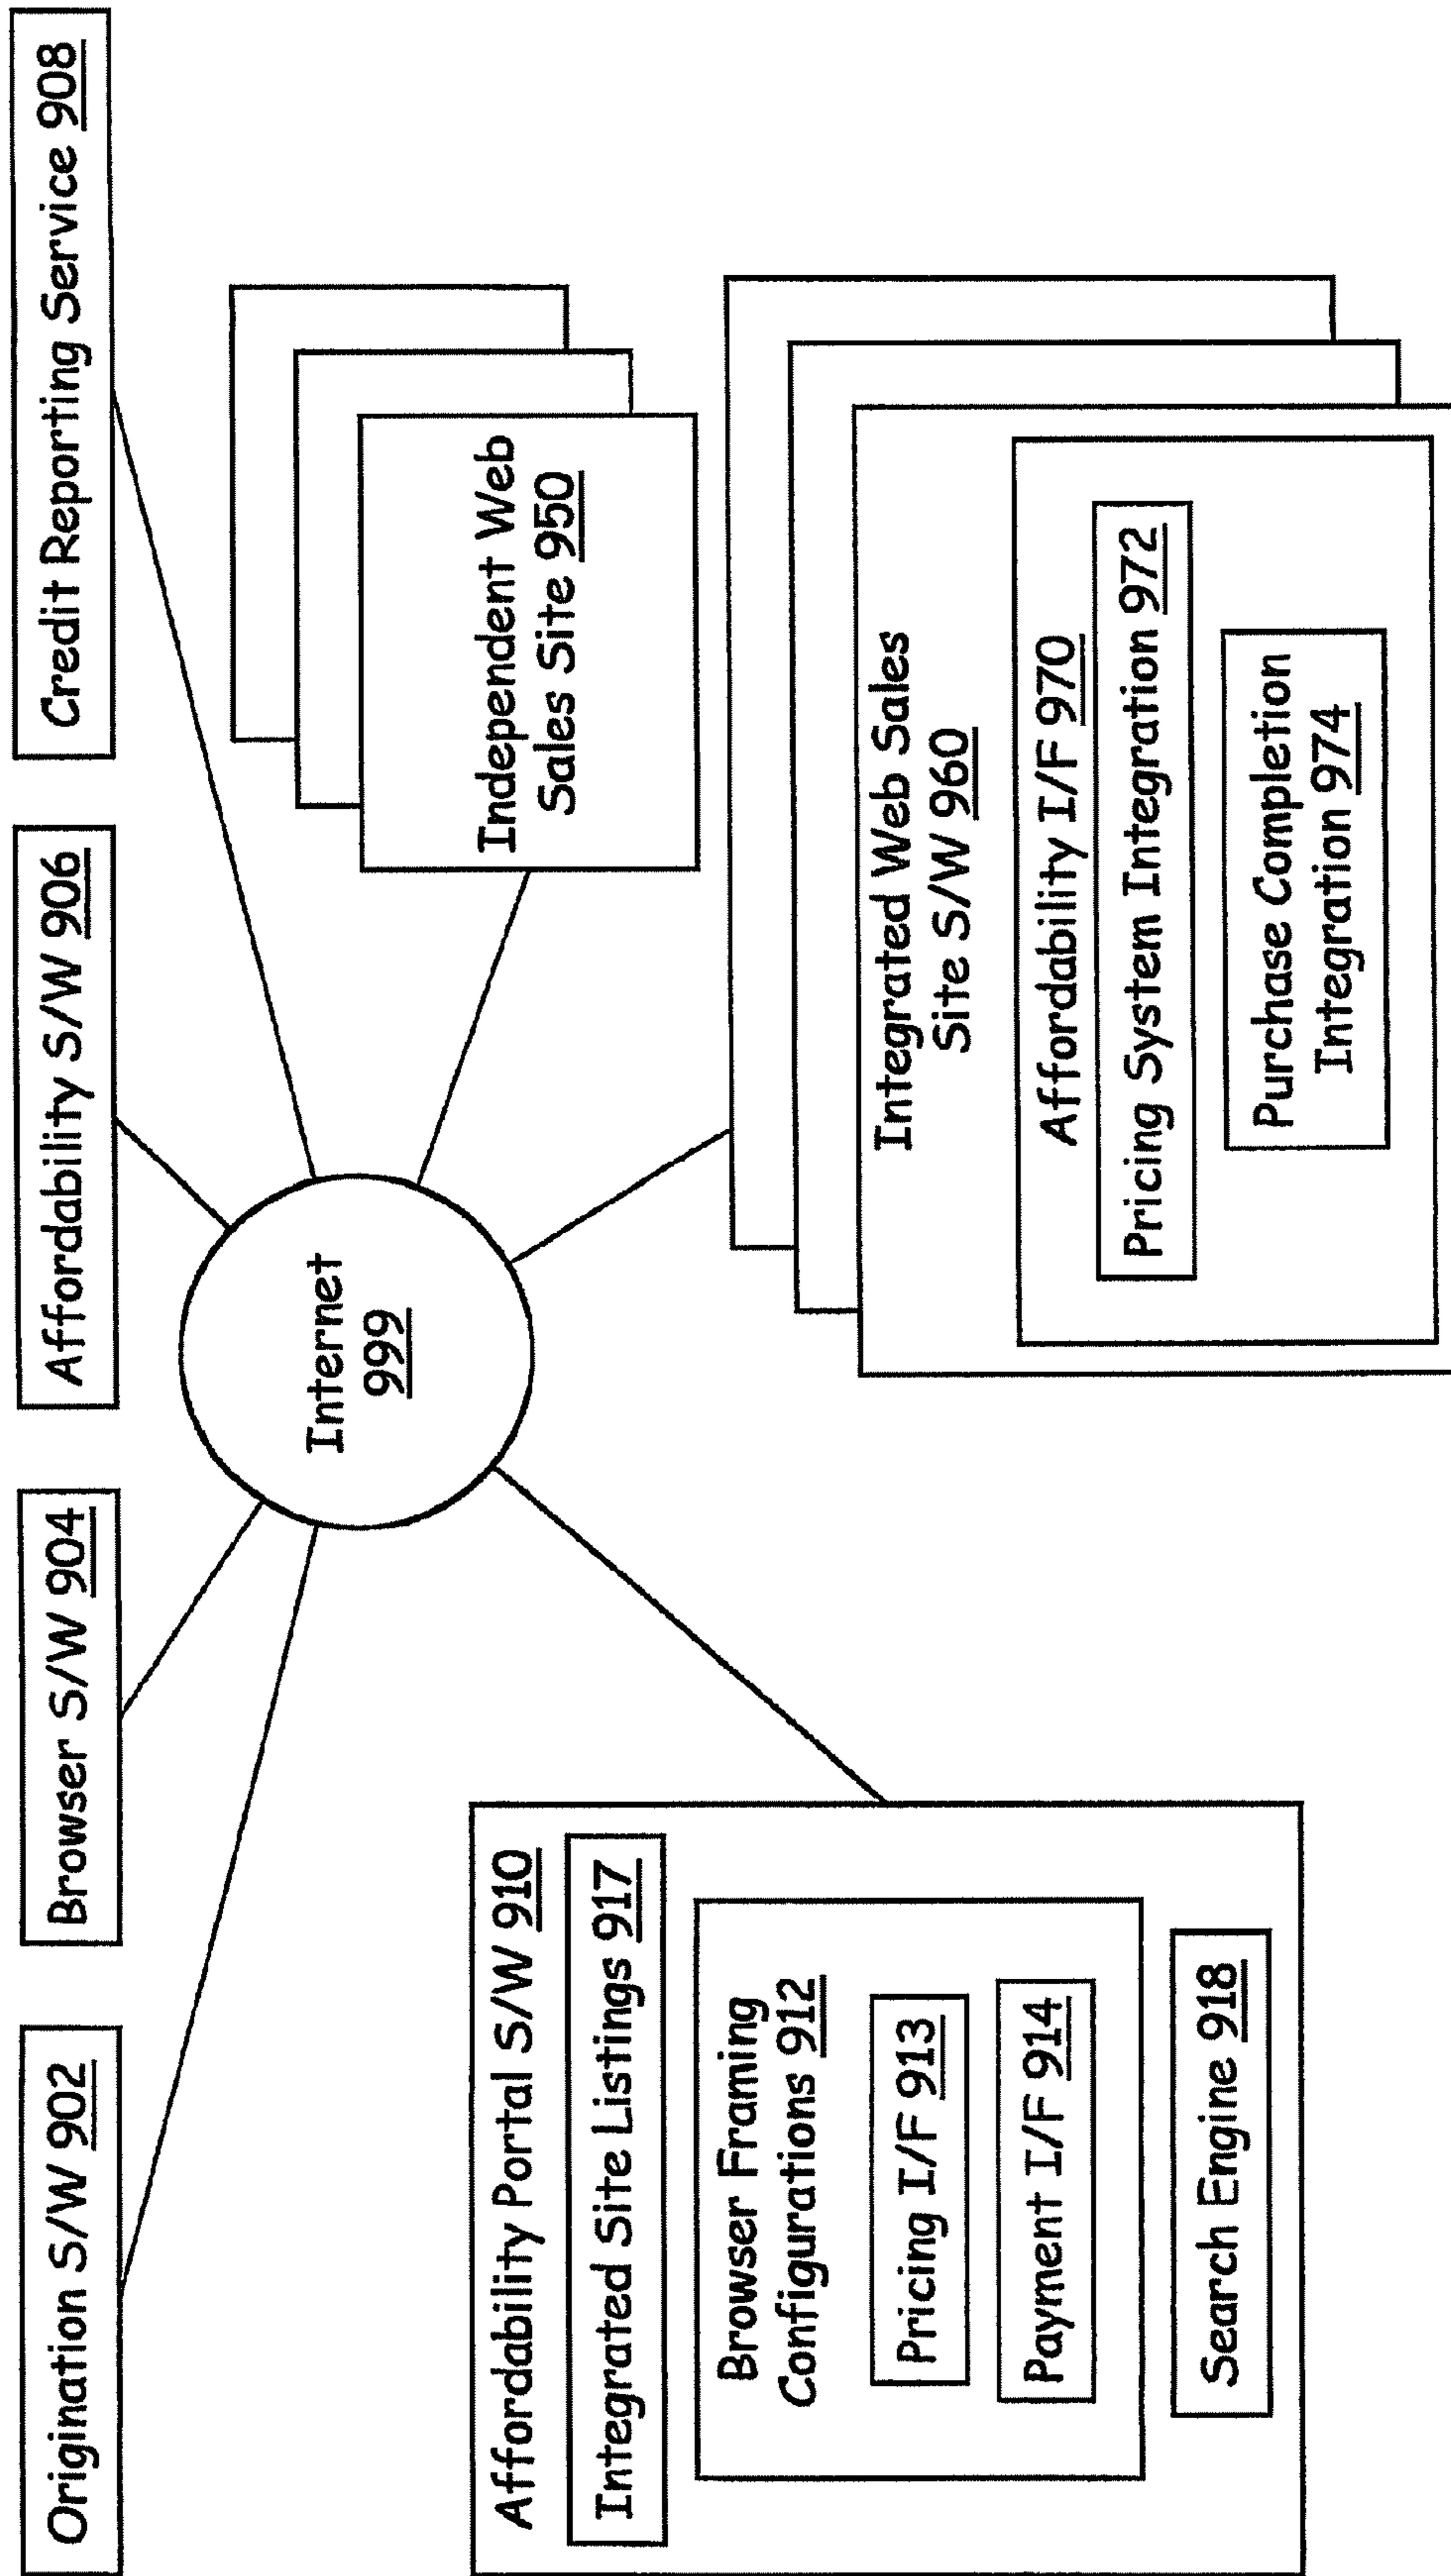 Origination S/W 902
Browser S/W 904
Affordability S/W 906
Credit Reporting Service 908
Internet
999
Independent Web
Sales Site 950
Affordability Portal S/W 910
Integrated Site Listings 917
Browser Framing
Configurations 912
Pricing I/F 913
Payment I/F 914
Search Engine 918
Integrated Web Sales
Site S/W 960
Affordability I/F 970
Pricing System Integration 972
Purchase Completion
Integration 974